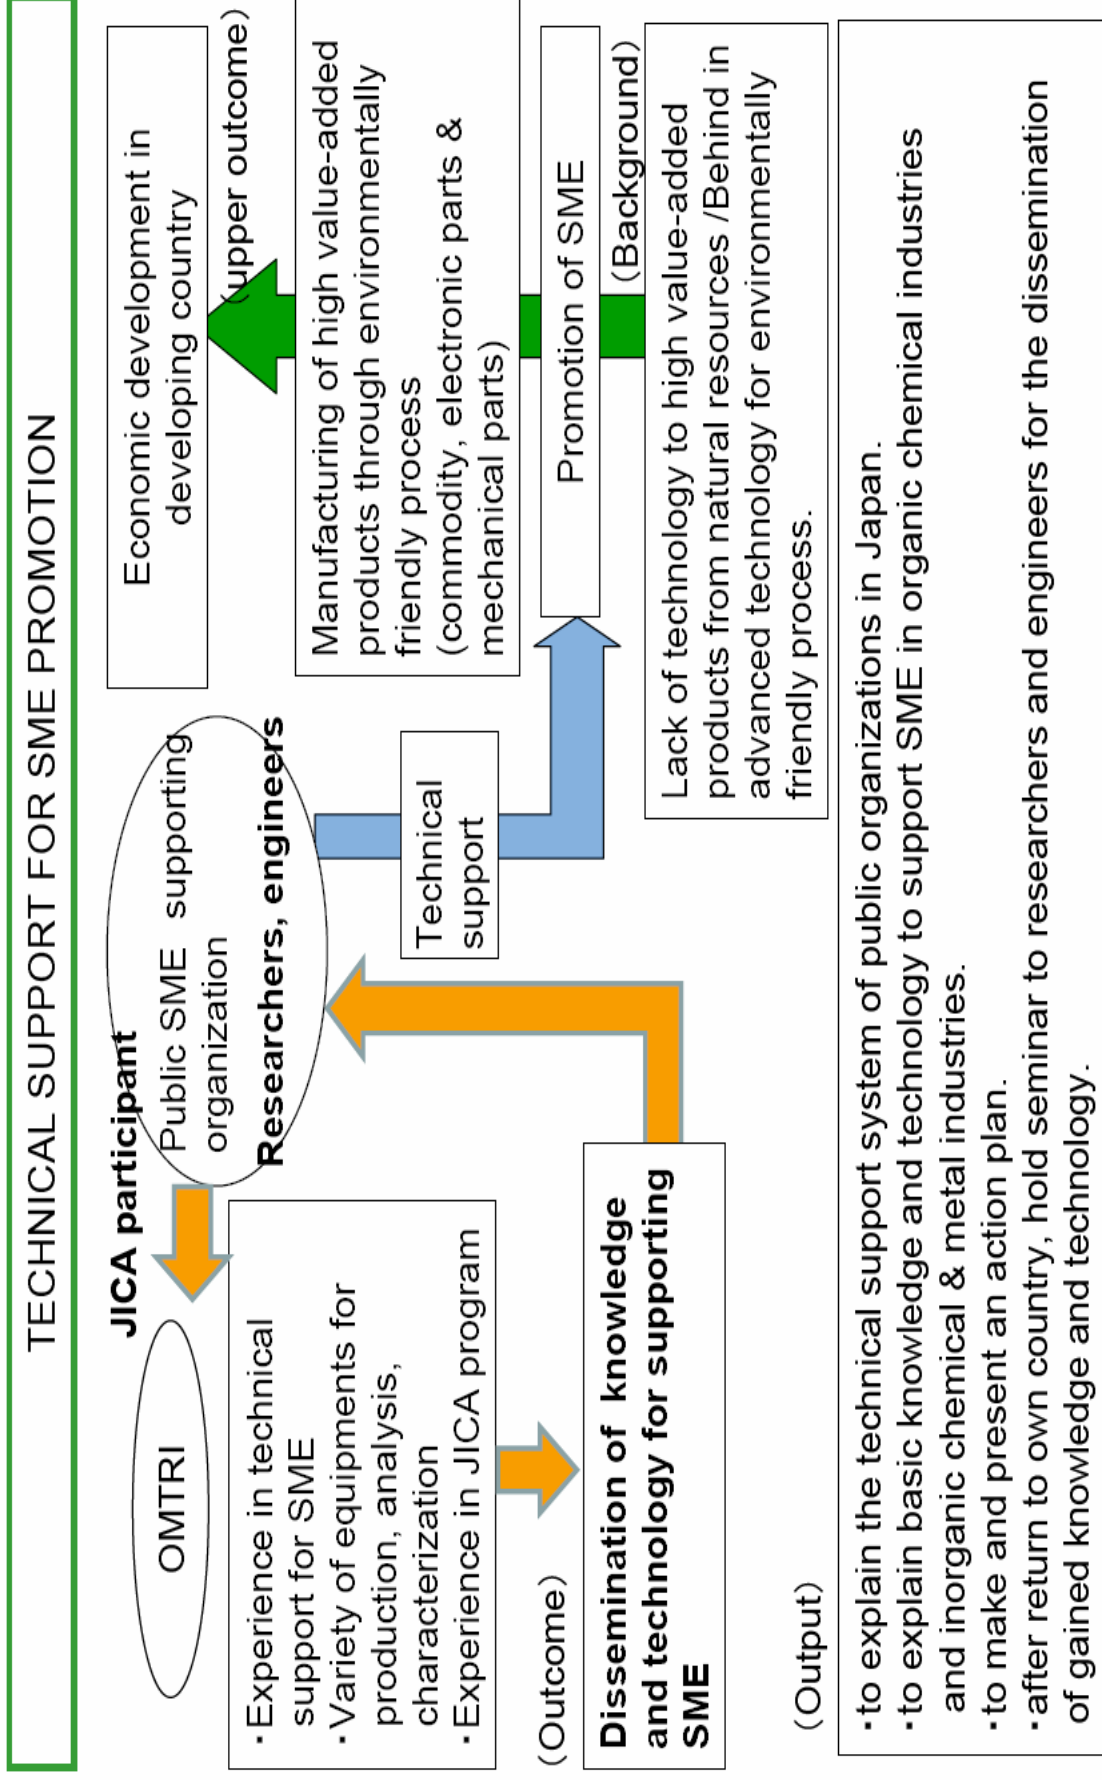 TECHNICAL SUPPORT FOR SME PROMOTION
JICA participant
OMTRI
Public SME supporting
organization
Researchers, engineers
Economic development in
developing country
(upper outcome)
・Experience in technical
support for SME
・Variety of equipments for
production, analysis,
characterization
・Experience in JICA program
Technical
support
Manufacturing of high value-added
products through environmentally
friendly process
(commodity, electronic parts &
mechanical parts)
Promotion of SME
(Background)
(Outcome)
Dissemination of knowledge
and technology for supporting
SME
Lack of technology to high value-added
products from natural resources /Behind in
advanced technology for environmentally
friendly process.
(Output)
・to explain the technical support system of public organizations in Japan.
・to explain basic knowledge and technology to support SME in organic chemical industries
and inorganic chemical & metal industries.
・to make and present an action plan.
・after return to own country, hold seminar to researchers and engineers for the dissemination
of gained knowledge and technology.